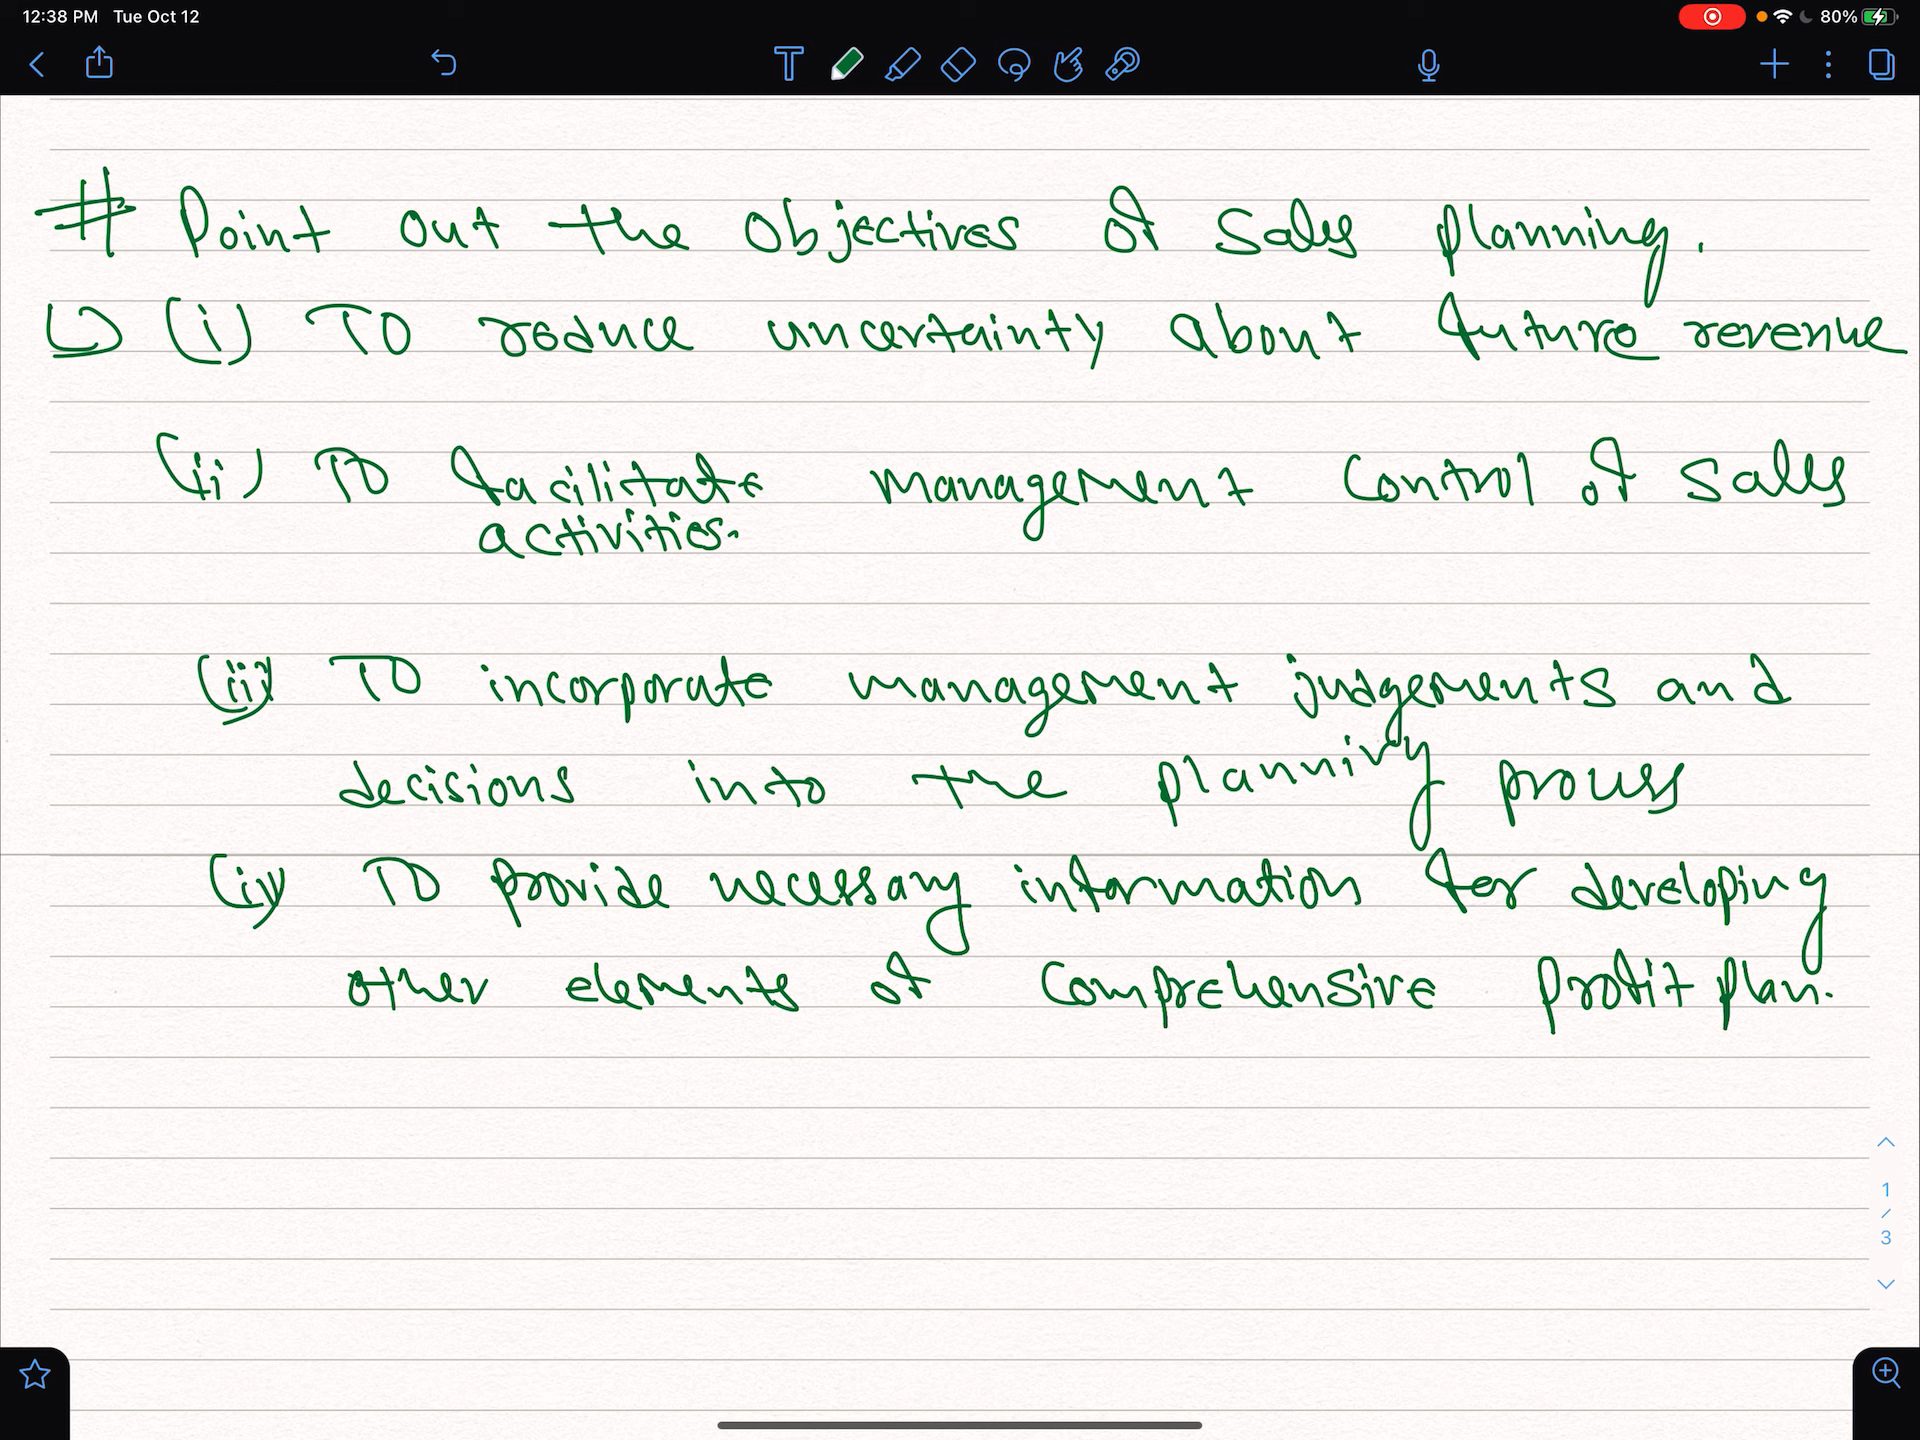 12:38 PM Tue Oct 12
80%
# Point out the objectives of sales planning.
(i) To reduce uncertainty about future revenue
(ii) To facilitate management control of sales
activities.
(iii) To incorporate management judgements and
decisions into the planning process
(iv) To provide necessary information for developing
other elements of comprehensive profit plan.
1
/
3